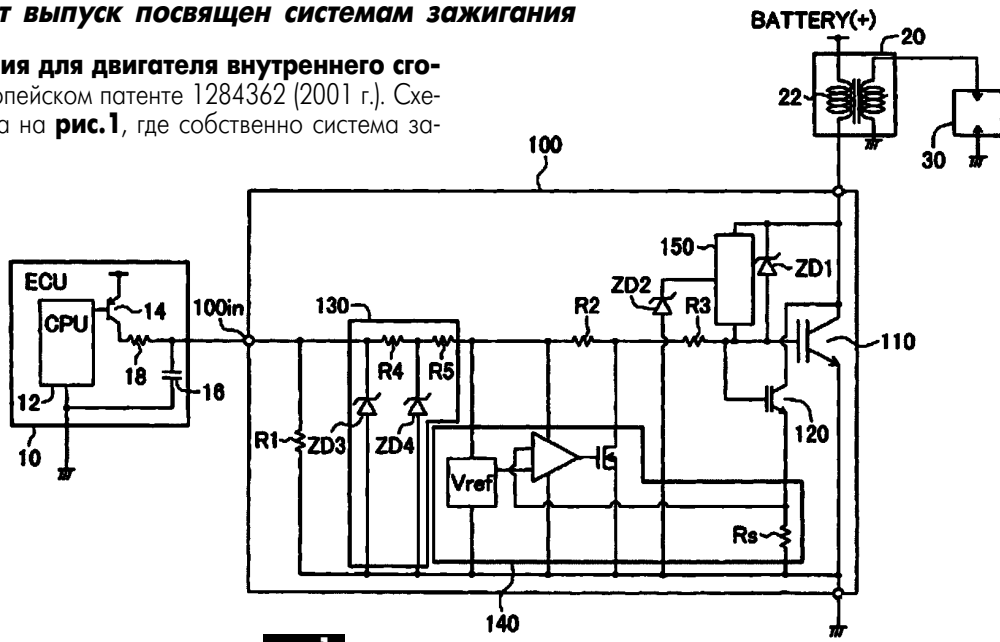 т выпуск посвящен системам зажигания
ия для двигателя внутреннего сго-
опейском патенте 1284362 (2001 г.). Схе-
а на рис.1, где собственно система за-
BATTERY(+)
20
22
30
100
ECU
CPU
14
18
16
12
10
100in
130
R4
R5
R1
ZD3
ZD4
R2
ZD2
R3
150
ZD1
110
120
Vref
Rs
140